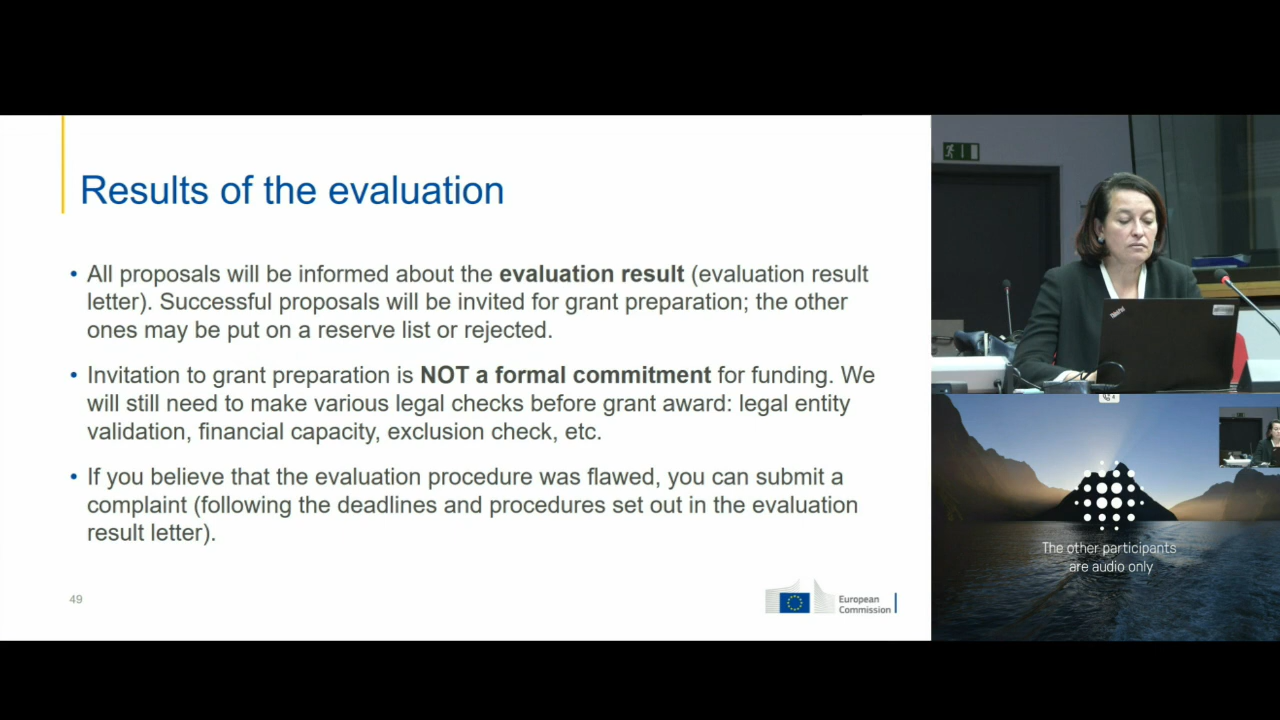 Results of the evaluation
• All proposals will be informed about the evaluation result (evaluation result
letter). Successful proposals will be invited for grant preparation; the other
ones may be put on a reserve list or rejected.
• Invitation to grant preparation is NOT a formal commitment for funding. We
will still need to make various legal checks before grant award: legal entity
validation, financial capacity, exclusion check, etc.
• If you believe that the evaluation procedure was flawed, you can submit a
complaint (following the deadlines and procedures set out in the evaluation
result letter).
49
European
Commission
ThinkPad
The other participants
are audio only